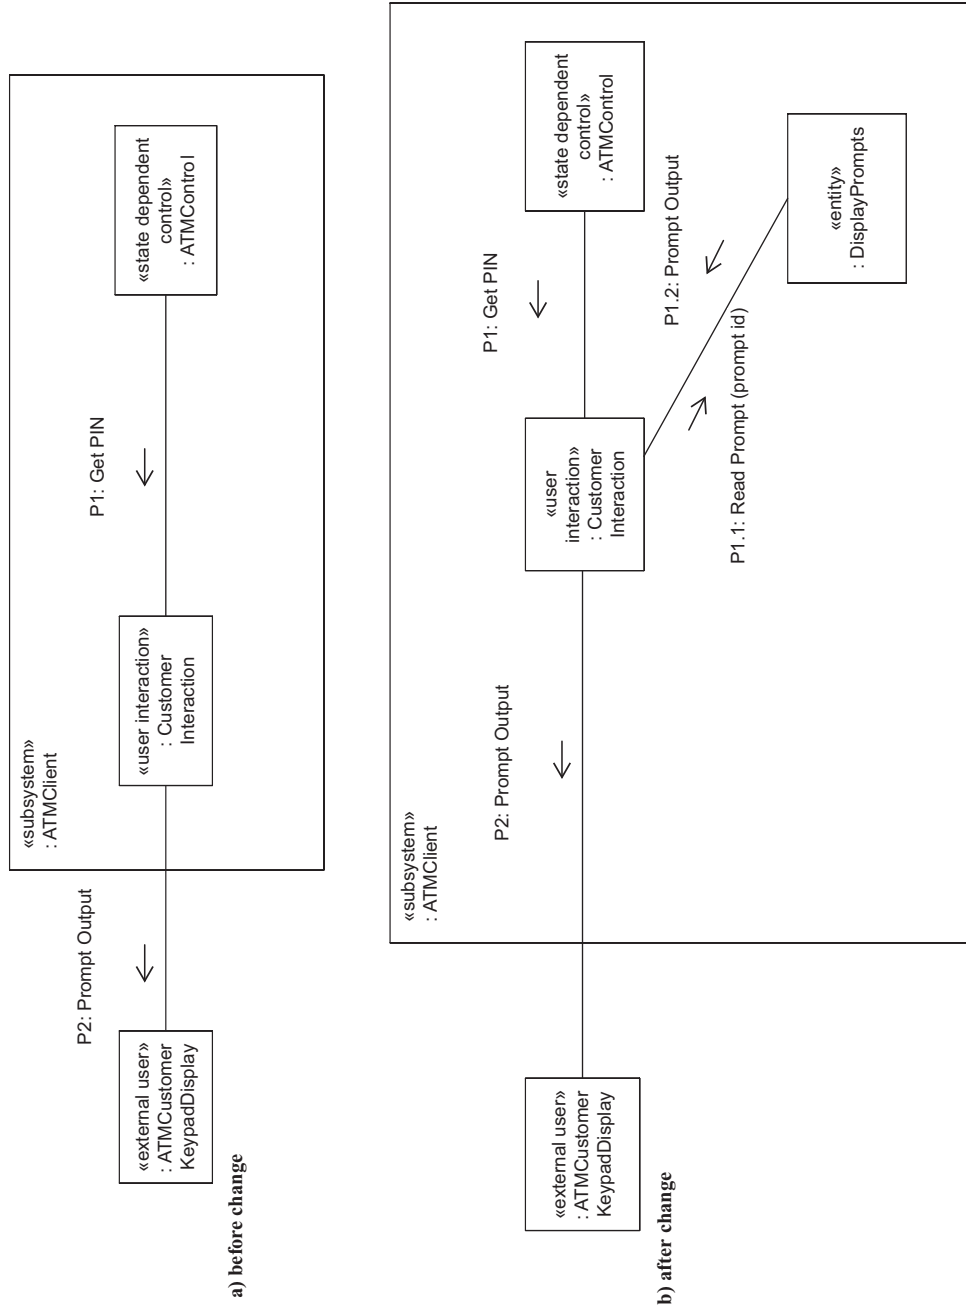 «subsystem»
: ATMClient
«external user»
: ATMCustomer
KeypadDisplay
P2: Prompt Output
«user interaction»
: Customer
Interaction
P1: Get PIN
«state dependent
control»
: ATMControl
a) before change
«subsystem»
: ATMClient
«external user»
: ATMCustomer
KeypadDisplay
P2: Prompt Output
«user
interaction»
: Customer
Interaction
P1: Get PIN
«state dependent
control»
: ATMControl
P1.2: Prompt Output
P1.1: Read Prompt (prompt id)
«entity»
: DisplayPrompts
b) after change